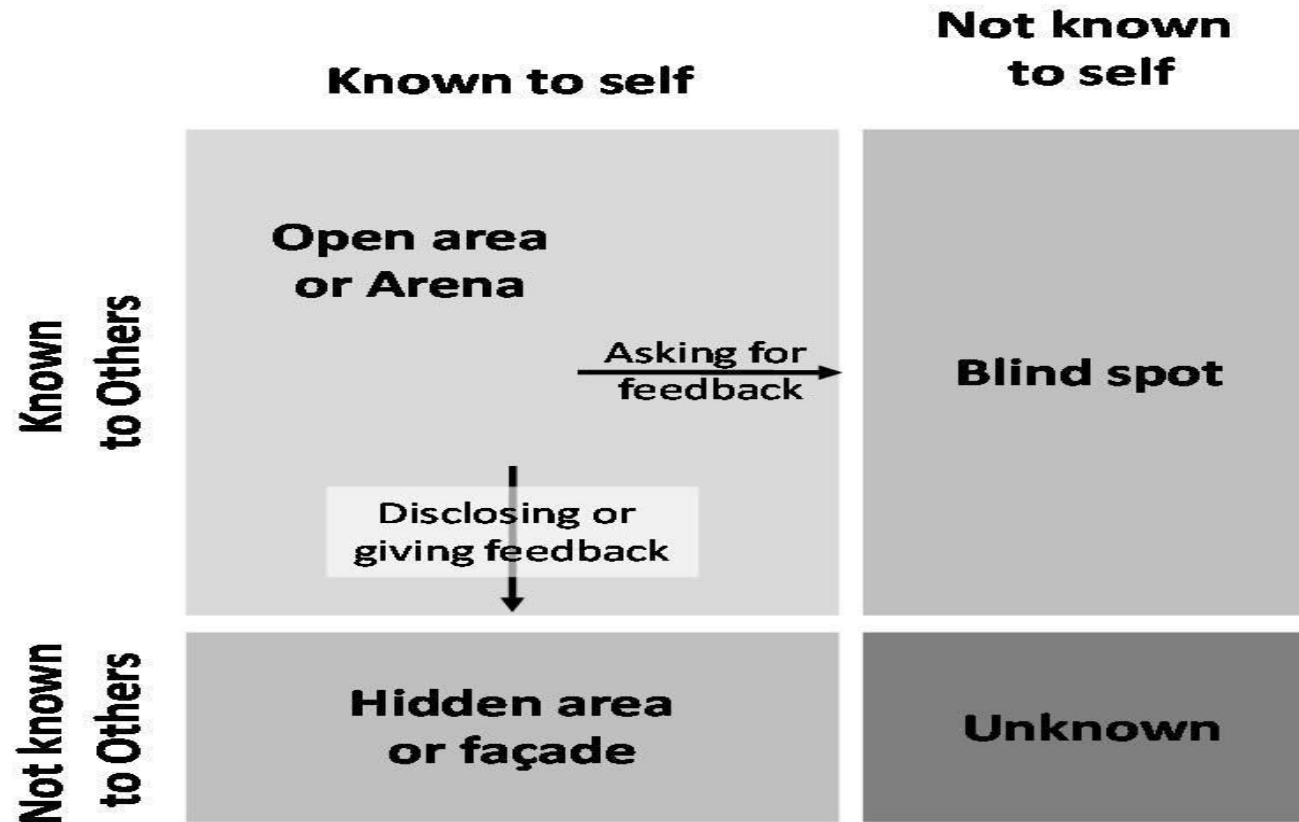 Not known
to self
Known to self
Known
to Others
Open area
or Arena
Asking for
feedback
Blind spot
Disclosing or
giving feedback
Not known
to Others
Hidden area
or façade
Unknown